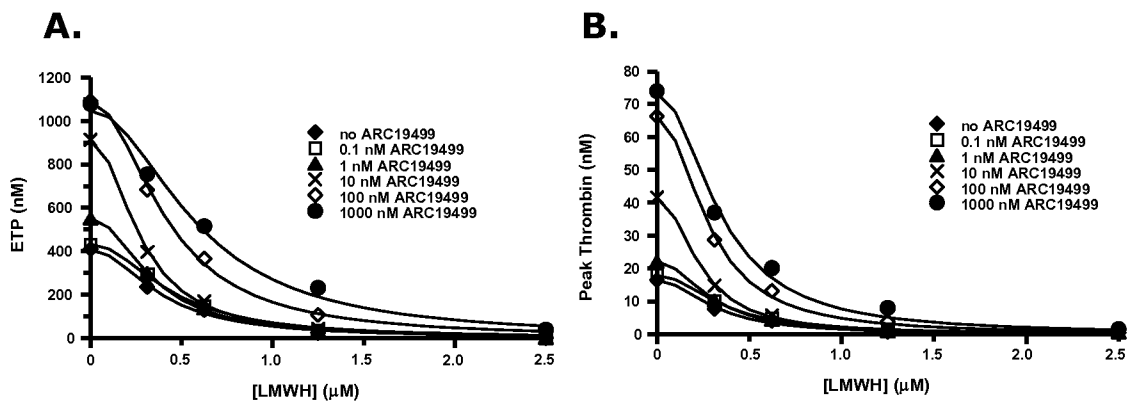 A.
1200
1000
800
600
400
200
0
ETP (nM)
0
0.5
1.0
1.5
2.0
2.5
[LMWH] (μM)
no ARC19499
0.1 nM ARC19499
1 nM ARC19499
10 nM ARC19499
100 nM ARC19499
1000 nM ARC19499
B.
80
70
60
50
40
30
20
10
0
Peak Thrombin (nM)
0
0.5
1.0
1.5
2.0
2.5
[LMWH] (μM)
no ARC19499
0.1 nM ARC19499
1 nM ARC19499
10 nM ARC19499
100 nM ARC19499
1000 nM ARC19499